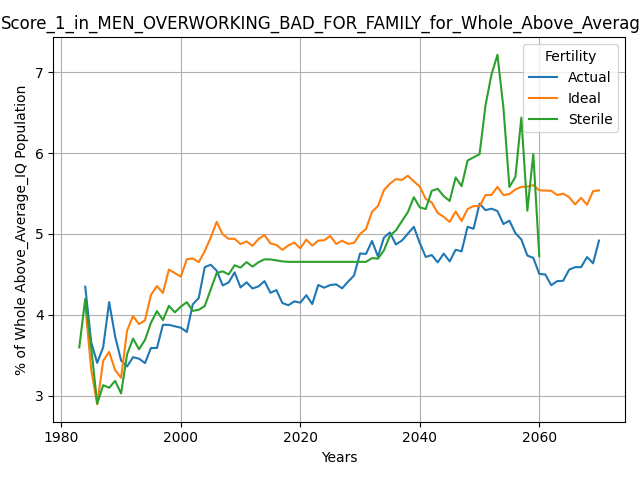 Score_1_in_MEN_OVERWORKING_BAD_FOR_FAMILY_for_Whole_Above_Averag
Fertility
Actual
Ideal
Sterile
% of Whole Above_Average_IQ Population
7
6
5
4
3
1980
2000
2020
2040
2060
Years